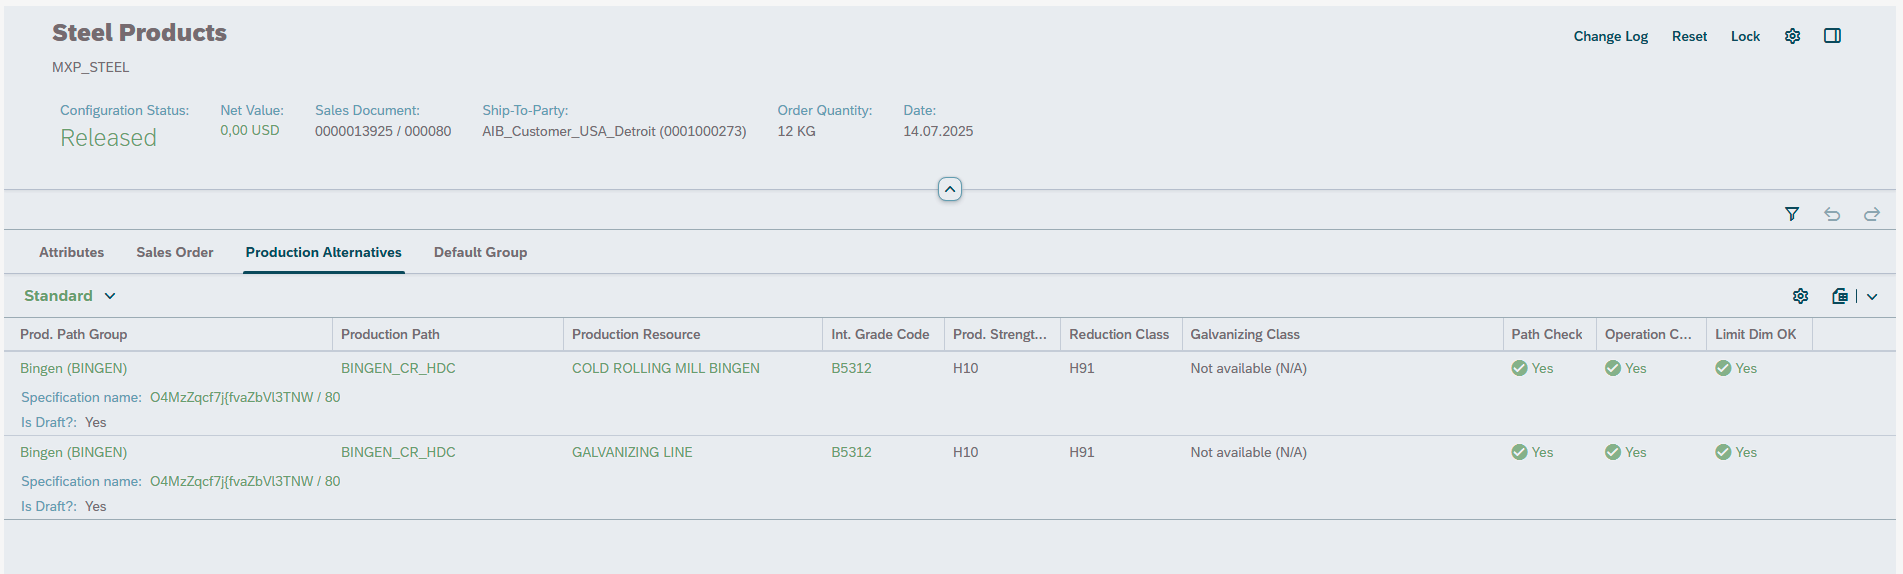 Steel Products
Change Log Reset Lock
MXP_STEEL
Configuration Status: Net Value: Sales Document: Ship-To-Party: Order Quantity: Date:
Released 0,00 USD 0000013925 / 000080 AIB_Customer_USA_Detroit (0001000273) 12 KG 14.07.2025
Attributes Sales Order Production Alternatives Default Group
Standard
Prod. Path Group Production Path Production Resource Int. Grade Code Prod. Strengt... Reduction Class Galvanizing Class Path Check Operation C... Limit Dim OK
Bingen (BINGEN) BINGEN_CR_HDC COLD ROLLING MILL BINGEN B5312 H10 H91 Not available (N/A) Yes Yes Yes
Specification name: O4MzZqcf7j{fvaZbVl3TNW / 80
Is Draft?: Yes
Bingen (BINGEN) BINGEN_CR_HDC GALVANIZING LINE B5312 H10 H91 Not available (N/A) Yes Yes Yes
Specification name: O4MzZqcf7j{fvaZbVl3TNW / 80
Is Draft?: Yes